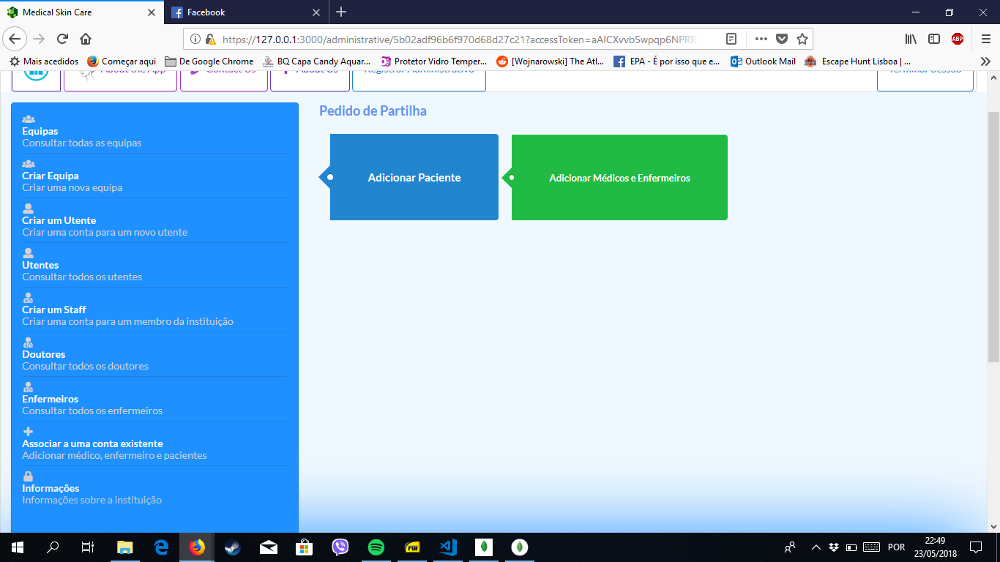 Medical Skin Care
Facebook
https://127.0.0.1:3000/administrative/5b02adf96b6f970d68d27c21?accessToken=aAICXvvb5wpqp6NPRR
ABP
Mais acedidos
Começar aqui
De Google Chrome
BQ Capa Candy Aquar...
Protetor Vidro Temper...
[Wojnarowski] The Atl...
EPA - É por isso que e...
Outlook Mail
Escape Hunt Lisboa | ...
About the App
Contact Us
About Us
Registrar Administrativo
Terminar Sessão
Equipas
Consultar todas as equipas
Criar Equipa
Criar uma nova equipa
Criar um Utente
Criar uma conta para um novo utente
Utentes
Consultar todos os utentes
Criar um Staff
Criar uma conta para um membro da instituição
Doutores
Consultar todos os doutores
Enfermeiros
Consultar todos os enfermeiros
Associar a uma conta existente
Adicionar médico, enfermeiro e pacientes
Informações
Informações sobre a instituição
Pedido de Partilha
Adicionar Paciente
Adicionar Médicos e Enfermeiros
PDF
POR
22:49
23/05/2018